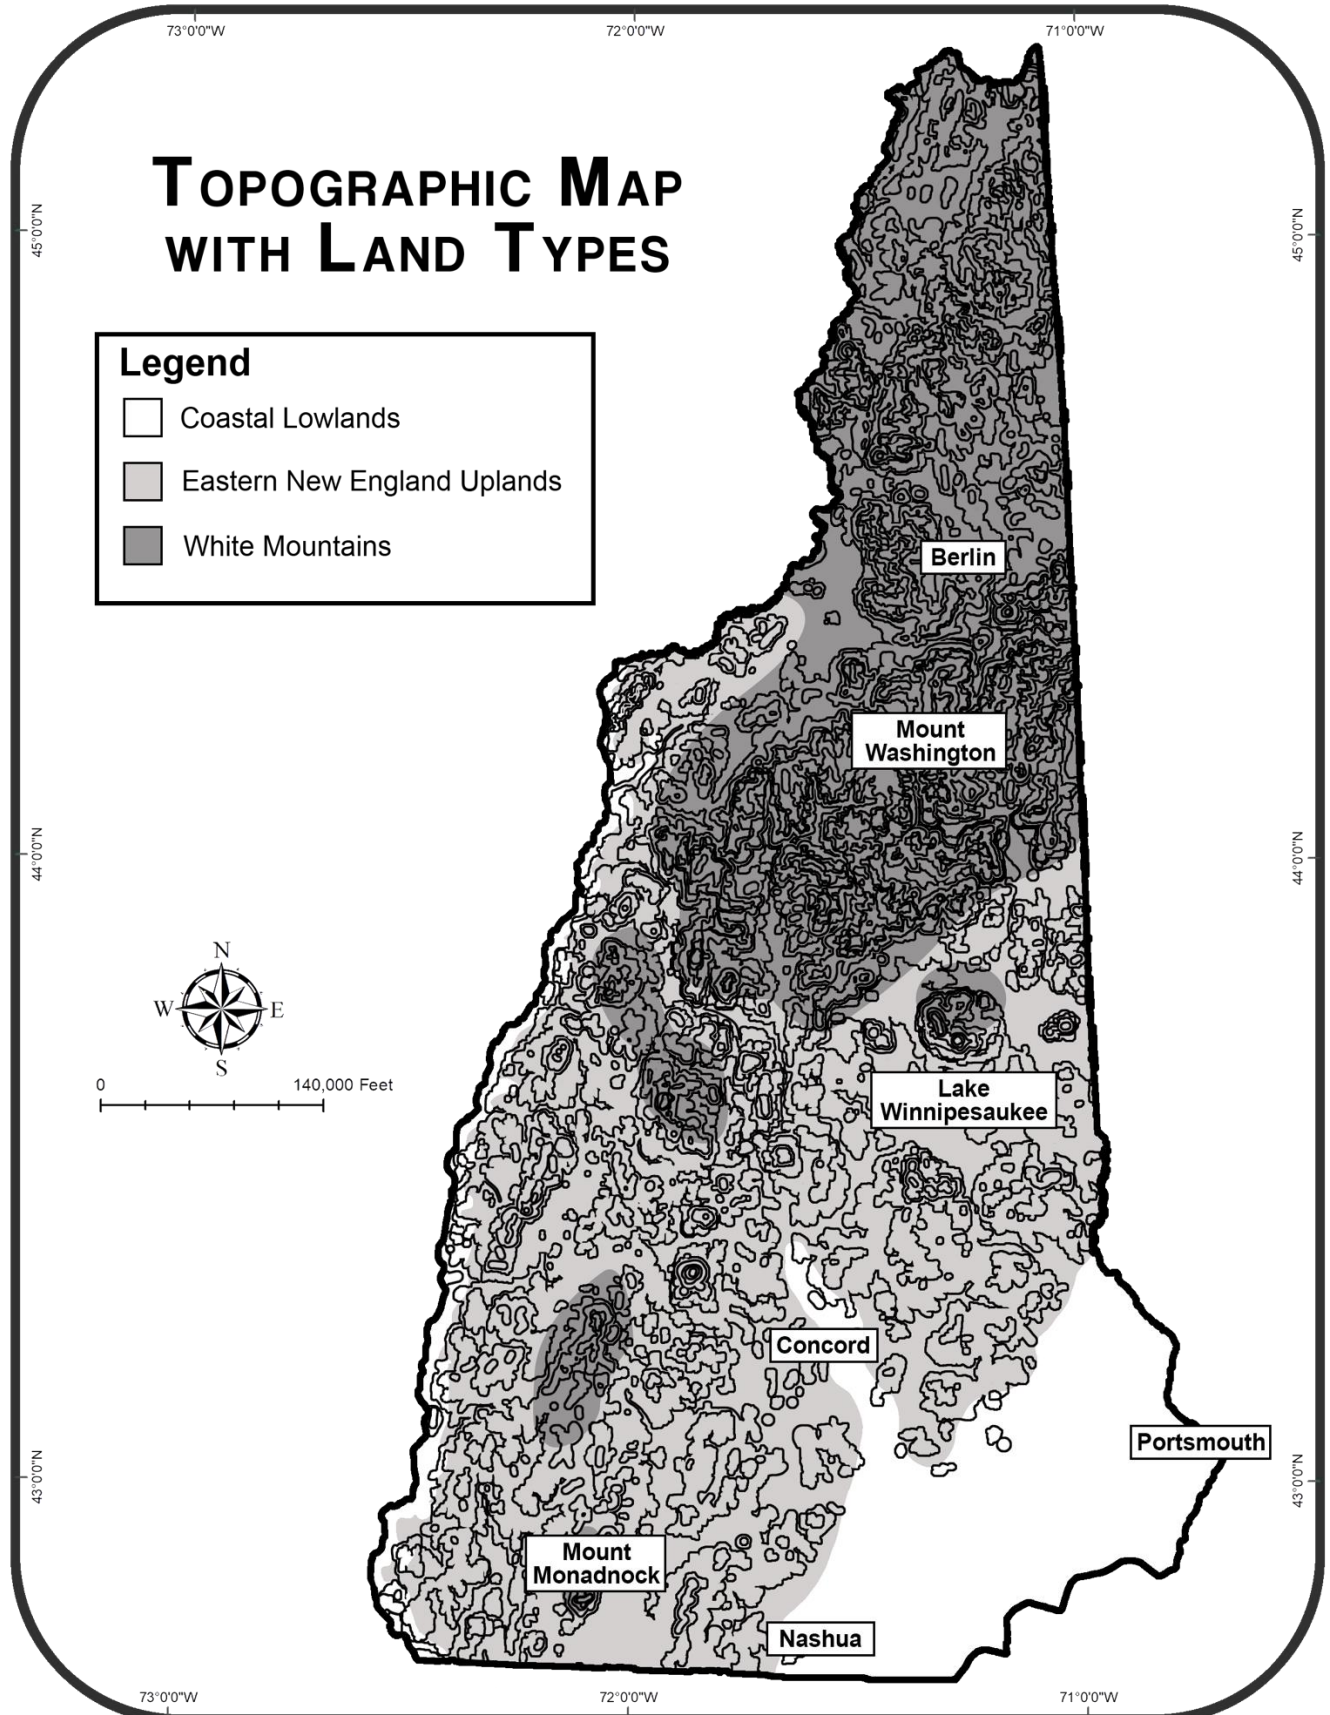 73°0'0"W
72°0'0"W
71°0'0"W
TOPOGRAPHIC MAP
WITH LAND TYPES
45°0'0"N
45°0'0"N
Legend
Coastal Lowlands
Eastern New England Uplands
White Mountains
Berlin
Mount
Washington
44°0'0"N
44°0'0"N
N
W
E
S
0
140,000 Feet
Lake
Winnipesaukee
Concord
Portsmouth
43°0'0"N
43°0'0"N
Mount
Monadnock
Nashua
73°0'0"W
72°0'0"W
71°0'0"W